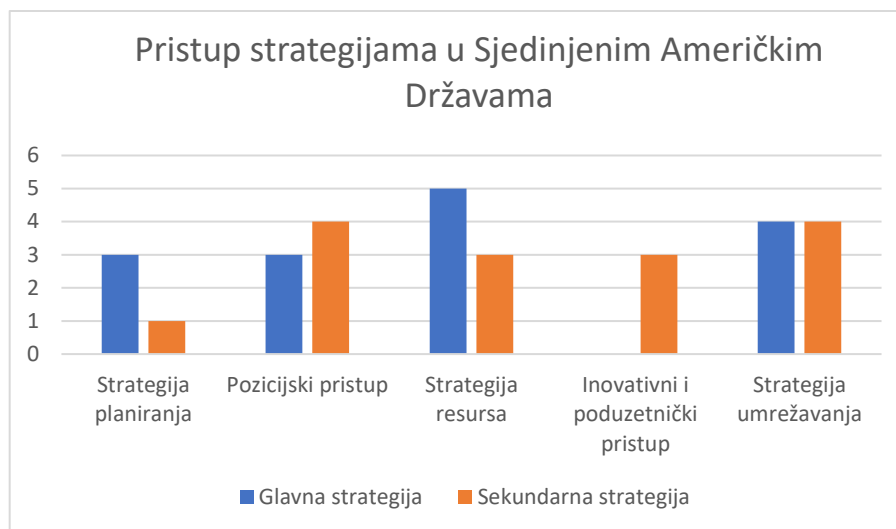 Pristup strategijama u Sjedinjenim Američkim
Državama
6
5
4
3
2
1
0
Strategija
planiranja
Pozicijski pristup
Strategija
resursa
Inovativni i
poduzetnički
pristup
Strategija
umrežavanja
Glavna strategija
Sekundarna strategija